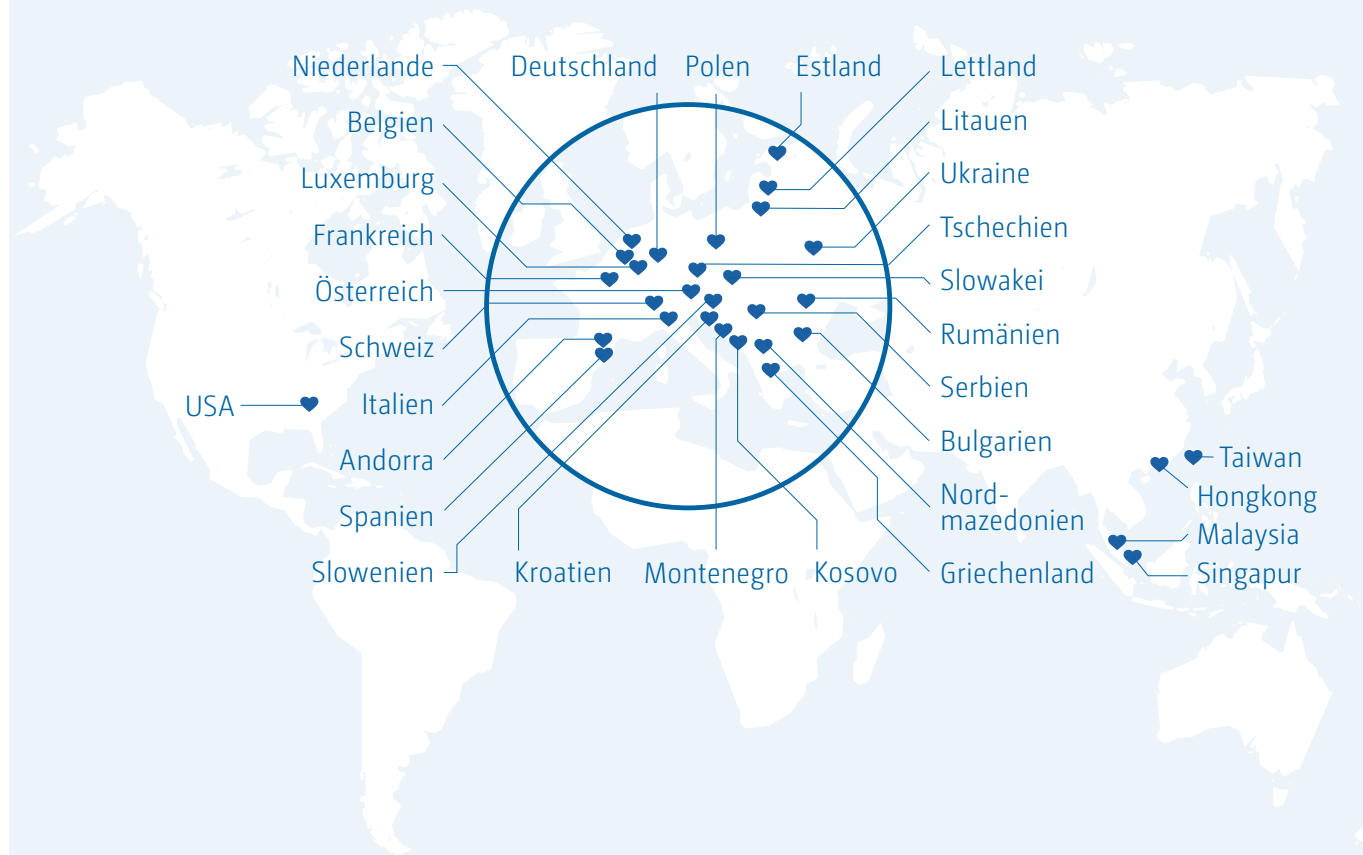 Niederlande
Deutschland
Polen
Estland
Lettland
Belgien
Litauen
Luxemburg
Ukraine
Frankreich
Tschechien
Österreich
Slowakei
Schweiz
Rumänien
USA
Italien
Serbien
Andorra
Bulgarien
Taiwan
Spanien
Nord-
mazedonien
Hongkong
Malaysia
Slowenien
Kroatien
Montenegro
Kosovo
Griechenland
Singapur